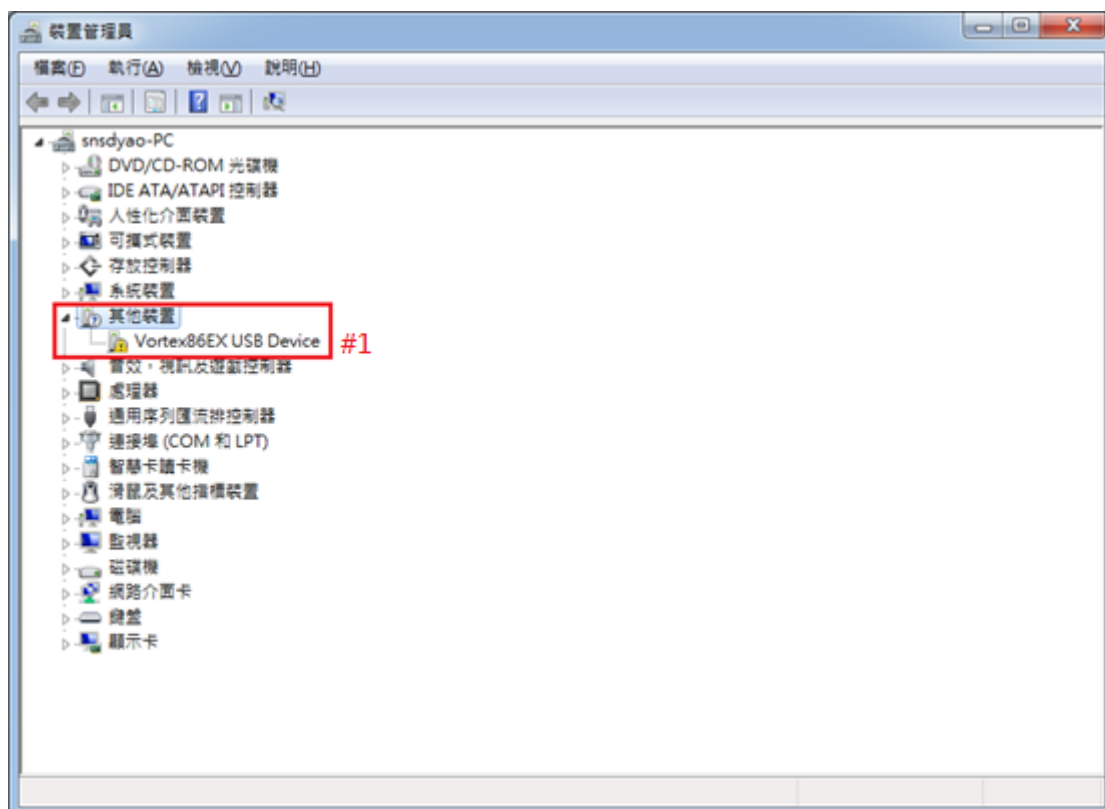 裝置管理員
檔案(F) 執行(A) 檢視(V) 說明(H)
snsdyao-PC
DVD/CD-ROM 光碟機
IDE ATA/ATAPI 控制器
人性化介面裝置
可攜式裝置
存放控制器
系統裝置
其他裝置
Vortex86EX USB Device
#1
音效，視訊及遊戲控制器
處理器
通用序列匯流排控制器
連接埠 (COM 和 LPT)
智慧卡讀卡機
滑鼠及其他指標裝置
電腦
監視器
磁碟機
網路介面卡
鍵盤
顯示卡